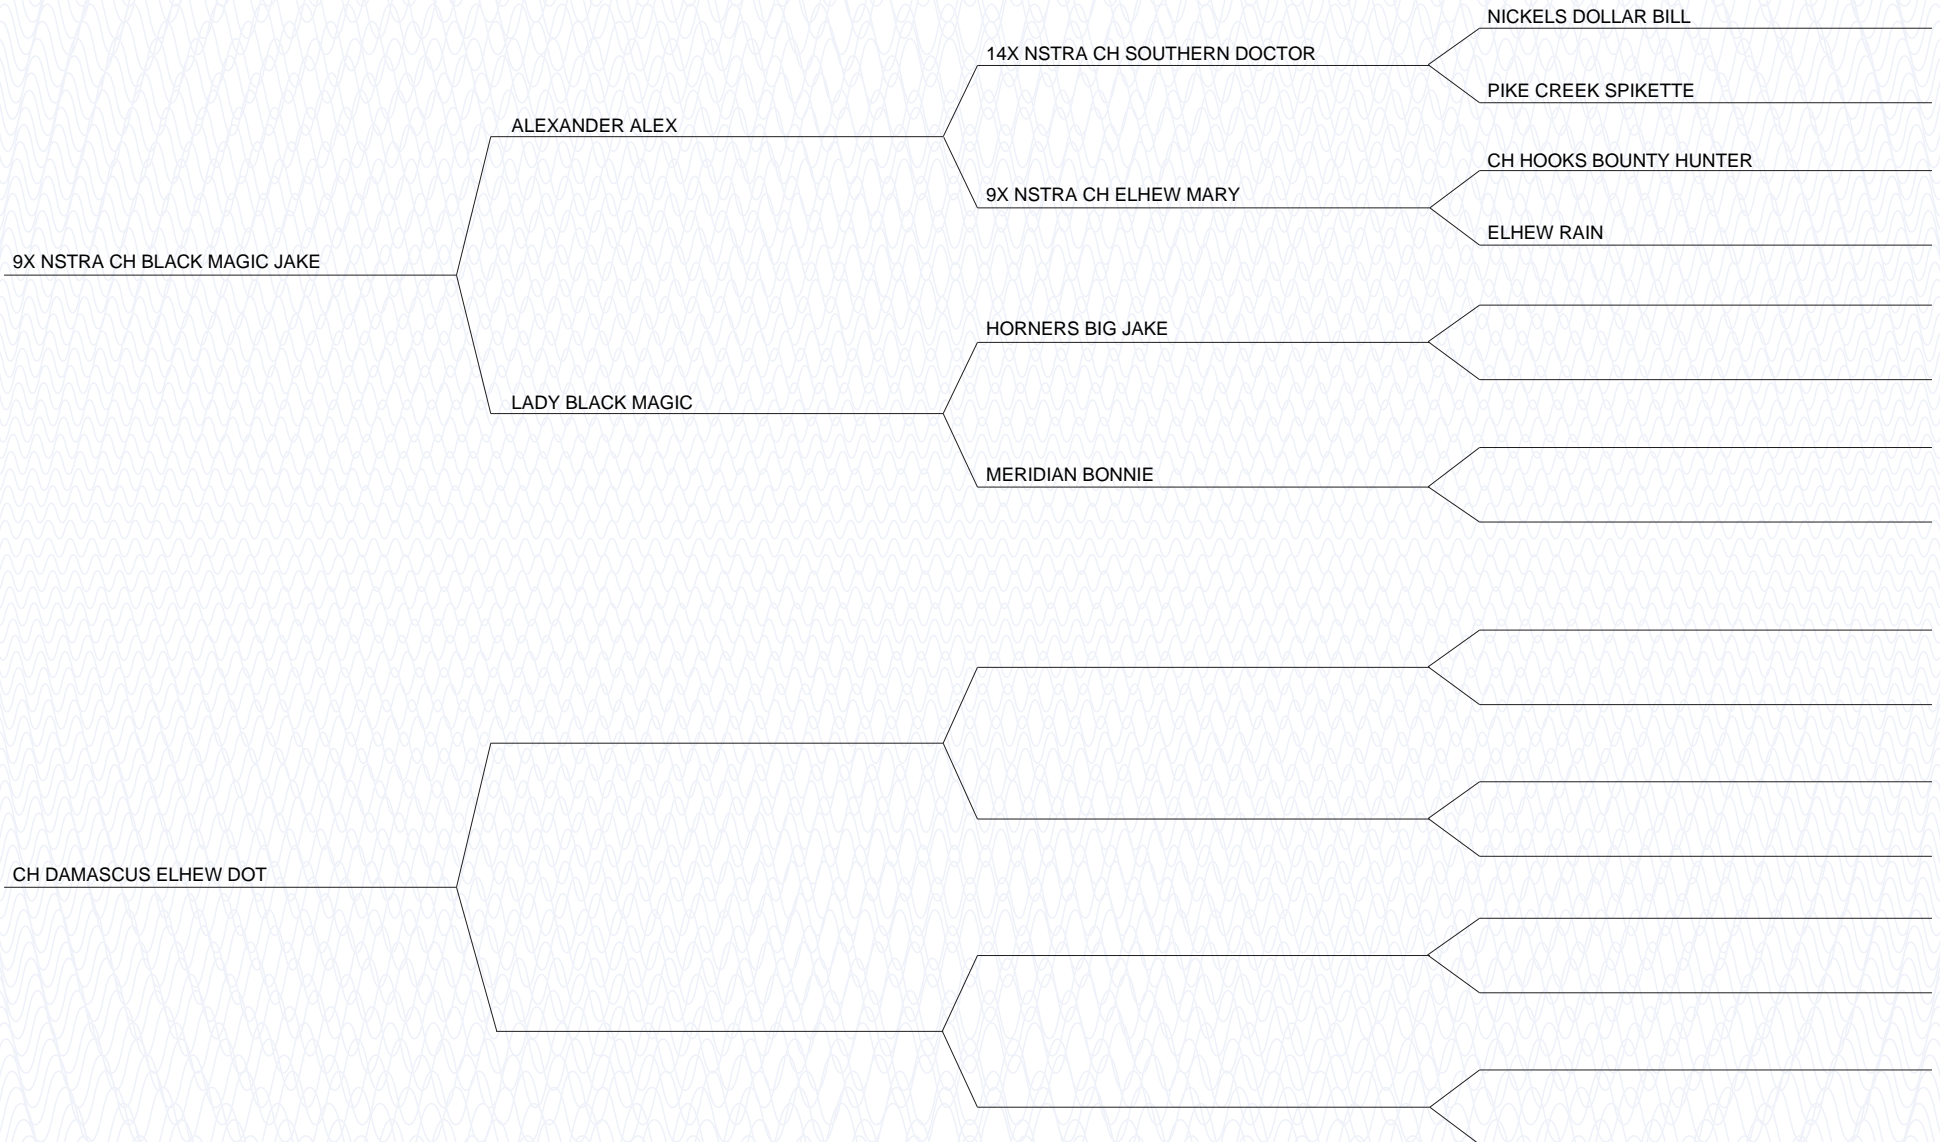 NICKELS DOLLAR BILL
14X NSTRA CH SOUTHERN DOCTOR
PIKE CREEK SPIKETTE
ALEXANDER ALEX
CH HOOKS BOUNTY HUNTER
9X NSTRA CH ELHEW MARY
ELHEW RAIN
9X NSTRA CH BLACK MAGIC JAKE
HORNERS BIG JAKE
LADY BLACK MAGIC
MERIDIAN BONNIE
CH DAMASCUS ELHEW DOT